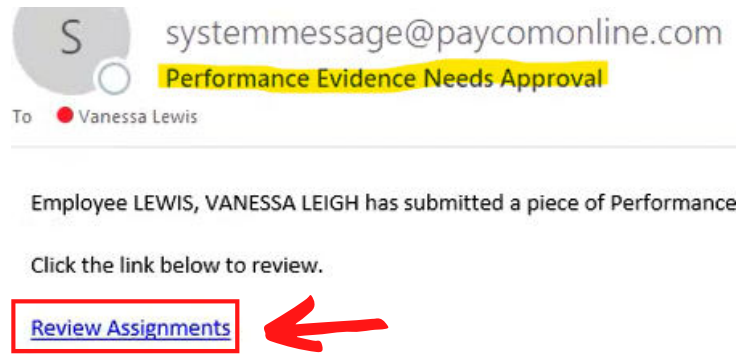 S
systemmessage@paycomonline.com
Performance Evidence Needs Approval
To Vanessa Lewis
Employee LEWIS, VANESSA LEIGH has submitted a piece of Performance
Click the link below to review.
Review Assignments